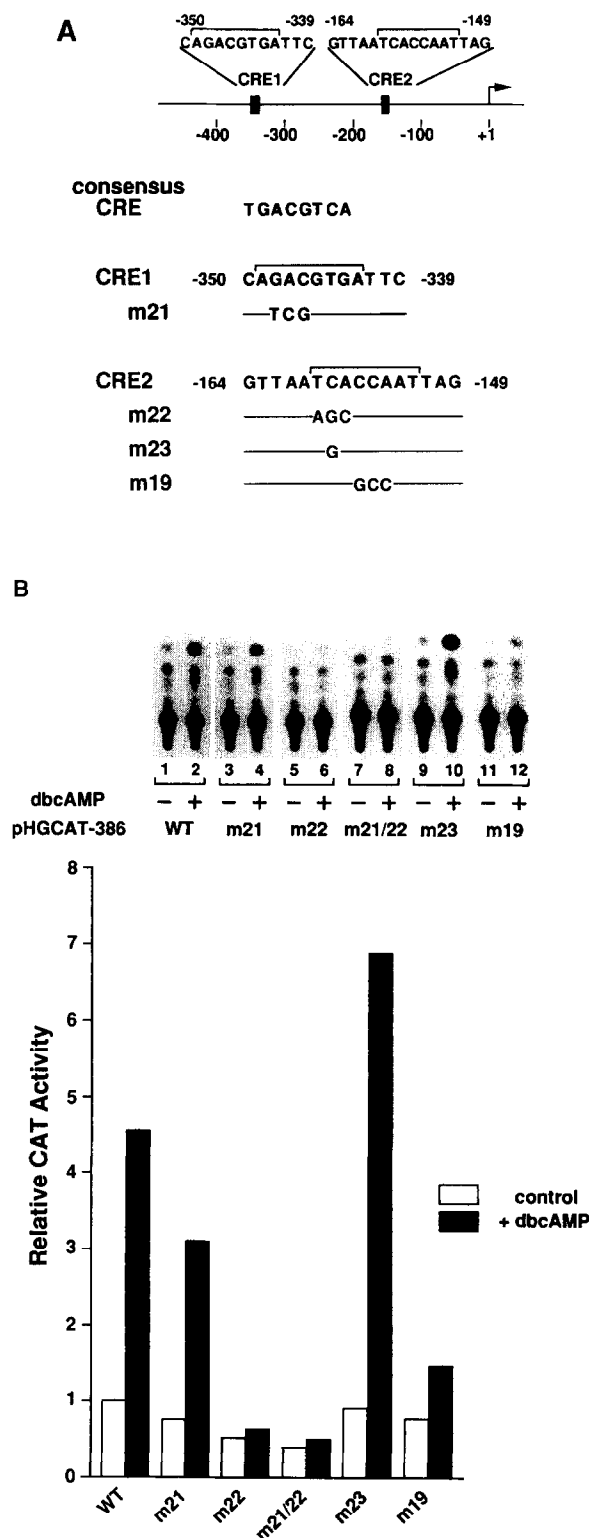 A
-350 -339 -164 -149
CAGACGTGATTC GTTAATCACCAATTAG
CRE1 CRE2
-400 -300 -200 -100 +1
consensus
CRE TGACGTCA
CRE1 -350 CAGACGTGATTC -339
m21 TCG
CRE2 -164 GTTAATCACCAATTAG -149
m22 AGC
m23 G
m19 GCC
B
1 2 3 4 5 6 7 8 9 10 11 12
dbcAMP − + − + − + − + − + − +
pHGCAT-386 WT m21 m22 m21/22 m23 m19
8
7
6
5
4
3
2
1
0
Relative CAT Activity
control
+ dbcAMP
WT m21 m22 m21/22 m23 m19